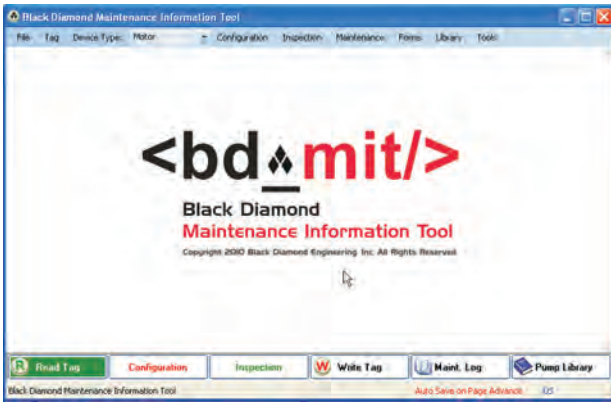 Black Diamond Maintenance Information Tool
File Tag Device Type: Motor Configuration Inspection Maintenance Forms Library Tools
<bd_mit/>
Black Diamond
Maintenance Information Tool
Copyright 2010 Black Diamond Engineering Inc. All Rights Reserved
R Read Tag Configuration Inspection W Write Tag Maint. Log Pump Library
Black Diamond Maintenance Information Tool Auto Save on Page Advance